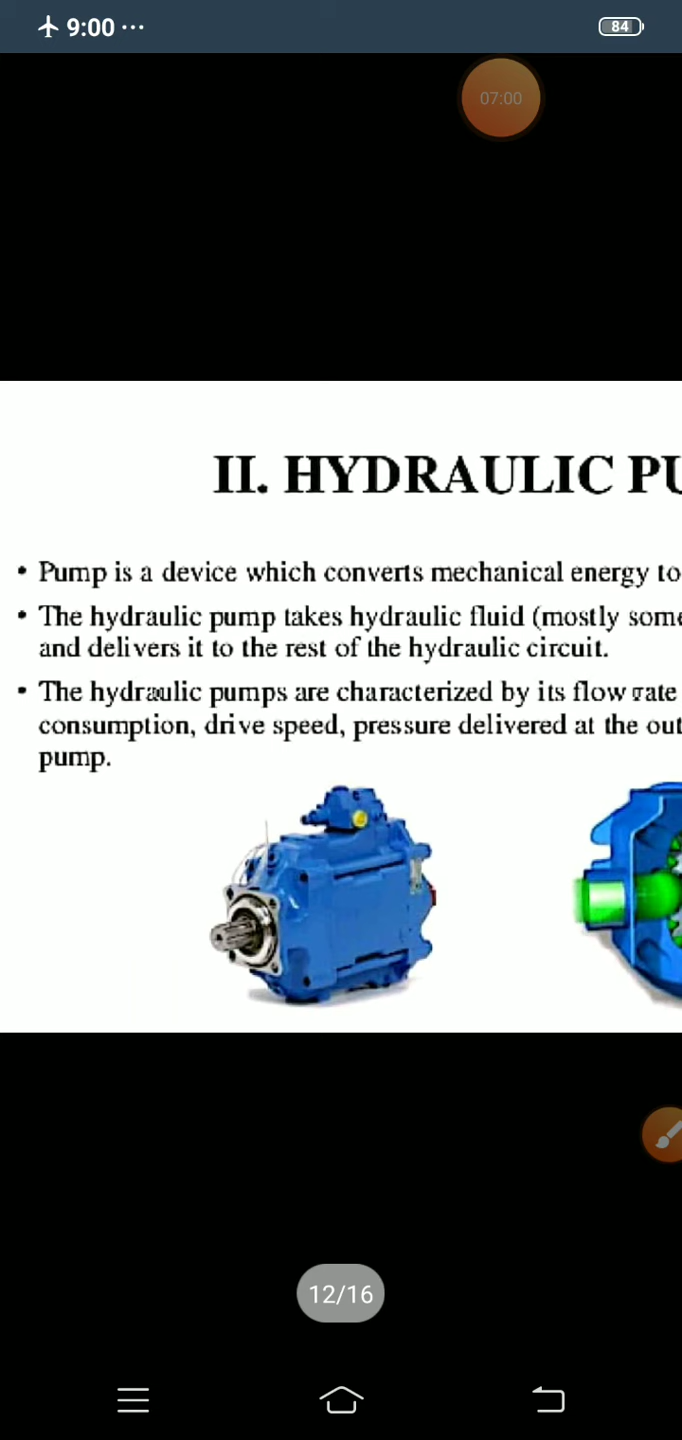 9:00 ...
84
07:00
II. HYDRAULIC PU
• Pump is a device which converts mechanical energy to
• The hydraulic pump takes hydraulic fluid (mostly some
and delivers it to the rest of the hydraulic circuit.
• The hydraulic pumps are characterized by its flow rate
consumption, drive speed, pressure delivered at the out
pump.
12/16